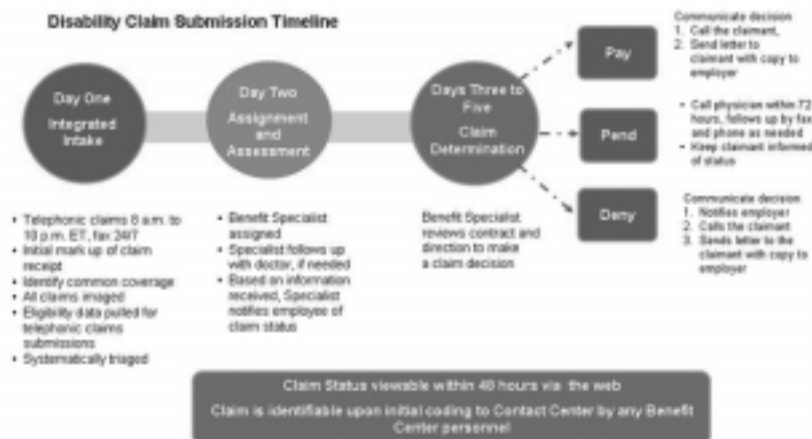 Disability Claim Submission Timeline
Day One
Integrated
Intake
Day Two
Assignment
and
Assessment
Days Three to
Five
Claim
Determination
Pay
Pend
Deny
Communicate decision
1. Call the claimant,
2. Send letter to
claimant with copy to
employer
• Call physician within 72
hours, follows up by fax
and phone as needed
• Keep claimant informed
of status
Communicate decision
1. Notifies employer
2. Calls the claimant
3. Sends letter to the
claimant with copy to
employer
• Telephonic claims 8 a.m. to
10 p.m. ET, fax 24/7
• Initial mark up of claim
receipt
• Identify common coverage
• All claims imaged
• Eligibility data pulled for
telephonic claims
submissions
• Systematically triaged
• Benefit Specialist
assigned
• Specialist follows up
with doctor, if needed
• Based on information
received, Specialist
notifies employee of
claim status
Benefit Specialist
reviews contract and
direction to make
a claim decision
Claim Status viewable within 48 hours via the web
Claim is identifiable upon initial coding to Contact Center by any Benefit
Center personnel